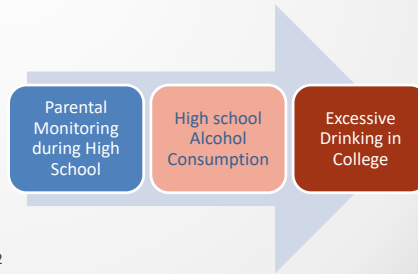 Parental
Monitoring
during High
School
High school
Alcohol
Consumption
Excessive
Drinking in
College
2